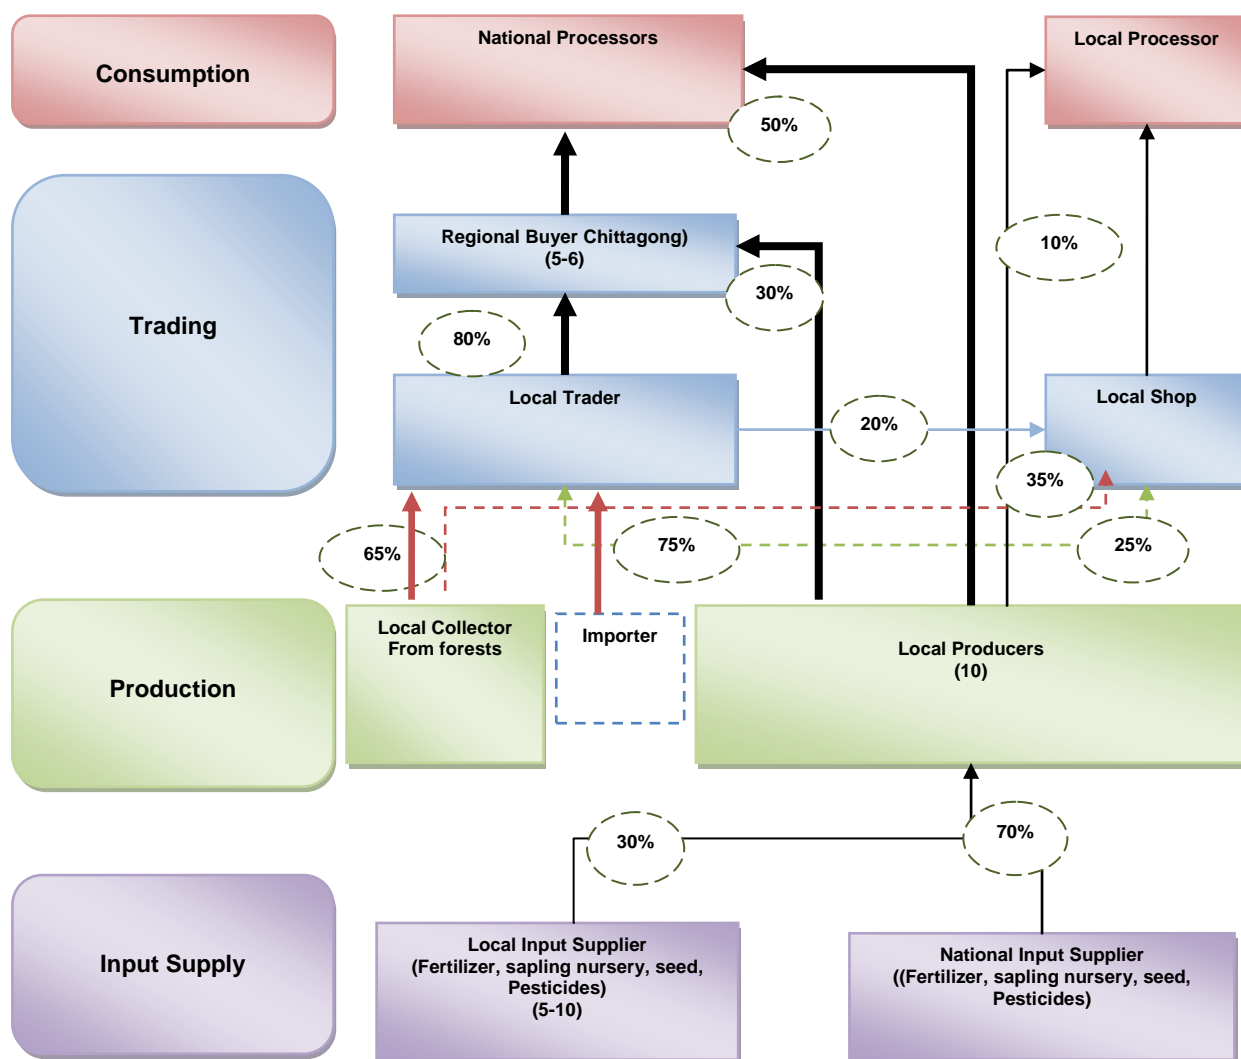 National Processors
Local Processor
Consumption
50%
Regional Buyer Chittagong)
(5-6)
10%
30%
Trading
80%
Local Trader
Local Shop
20%
35%
65%
75%
25%
Local Collector
From forests
Importer
Local Producers
(10)
Production
30%
70%
Local Input Supplier
(Fertilizer, sapling nursery, seed,
Pesticides)
(5-10)
National Input Supplier
((Fertilizer, sapling nursery, seed,
Pesticides)
Input Supply